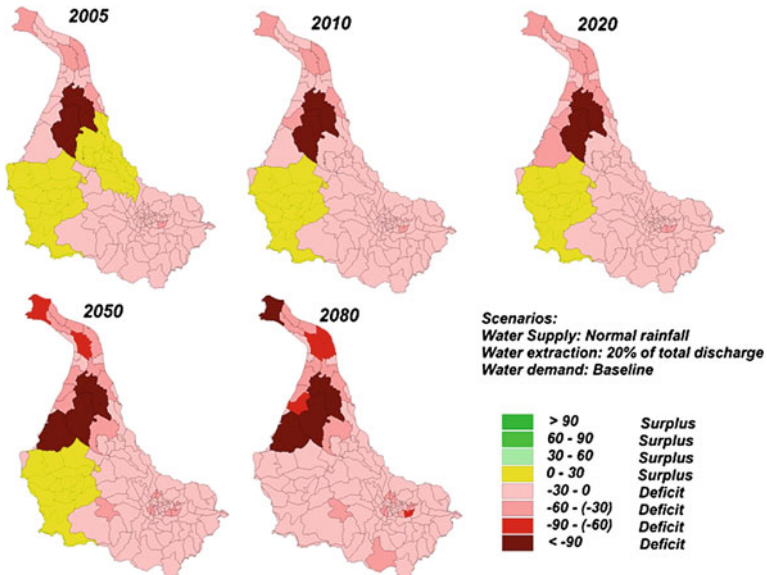 2005
2010
2020
2050
2080
Scenarios:
Water Supply: Normal rainfall
Water extraction: 20% of total discharge
Water demand: Baseline
> 90 Surplus
60 - 90 Surplus
30 - 60 Surplus
0 - 30 Surplus
-30 - 0 Deficit
-60 - (-30) Deficit
-90 - (-60) Deficit
< -90 Deficit